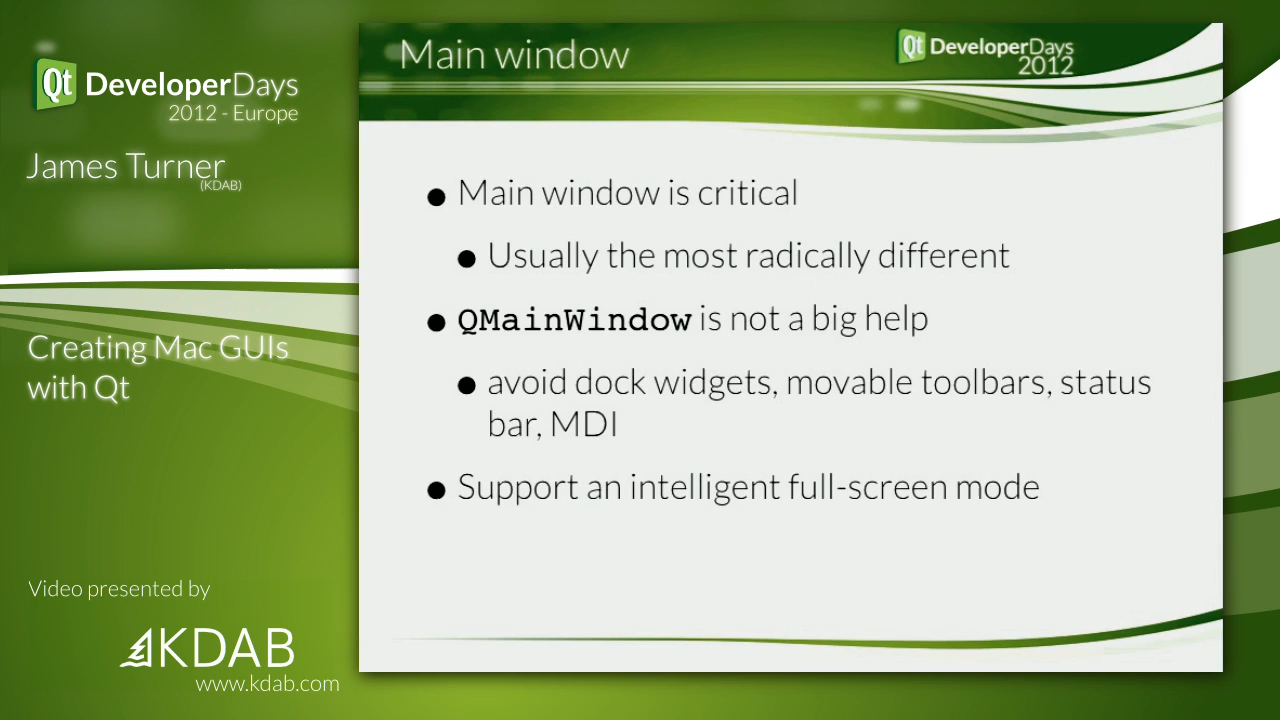 Qt DeveloperDays
2012 - Europe
James Turner
(KDAB)
Creating Mac GUIs
with Qt
Video presented by
KDAB
www.kdab.com
Main window
Qt DeveloperDays
2012
• Main window is critical
• Usually the most radically different
• QMainWindow is not a big help
• avoid dock widgets, movable toolbars, status
bar, MDI
• Support an intelligent full-screen mode